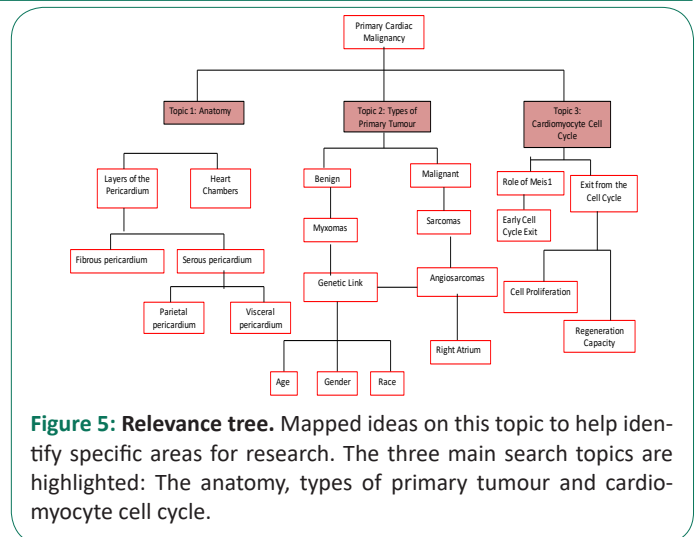 Primary Cardiac
Malignancy
Topic 1: Anatomy
Topic 2: Types of
Primary Tumour
Topic 3:
Cardiomyocyte Cell
Cycle
Layers of the
Pericardium
Heart
Chambers
Benign
Malignant
Role of Meis1
Exit from the
Cell Cycle
Myxomas
Sarcomas
Early Cell
Cycle Exit
Fibrous pericardium
Serous pericardium
Genetic Link
Angiosarcomas
Cell Proliferation
Parietal
pericardium
Visceral
pericardium
Right Atrium
Regeneration
Capacity
Age
Gender
Race
Figure 5: Relevance tree. Mapped ideas on this topic to help iden-
tify specific areas for research. The three main search topics are
highlighted: The anatomy, types of primary tumour and cardio-
myocyte cell cycle.